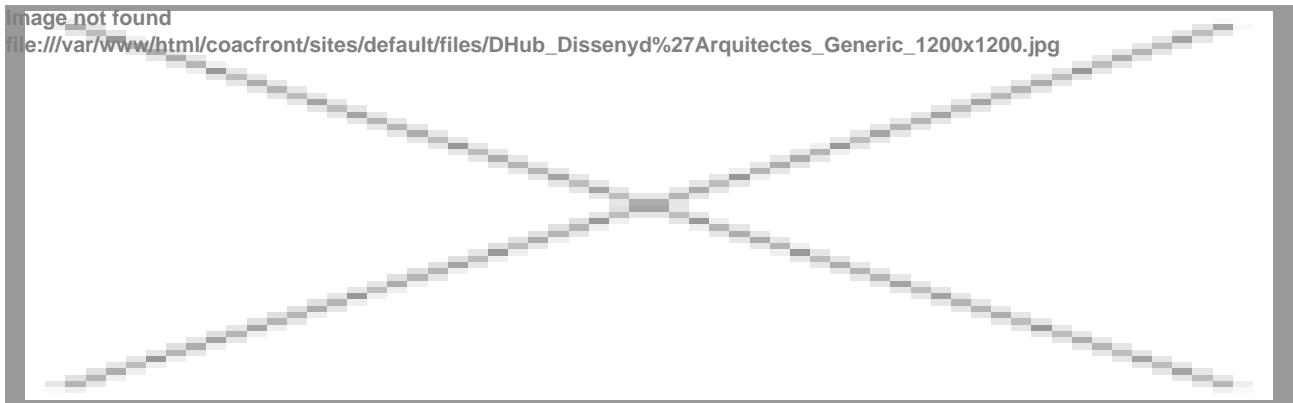 Image not found
file:///var/www/html/coacfront/sites/default/files/DHub_Dissenyd%27Arquitectes_Generic_1200x1200.jpg